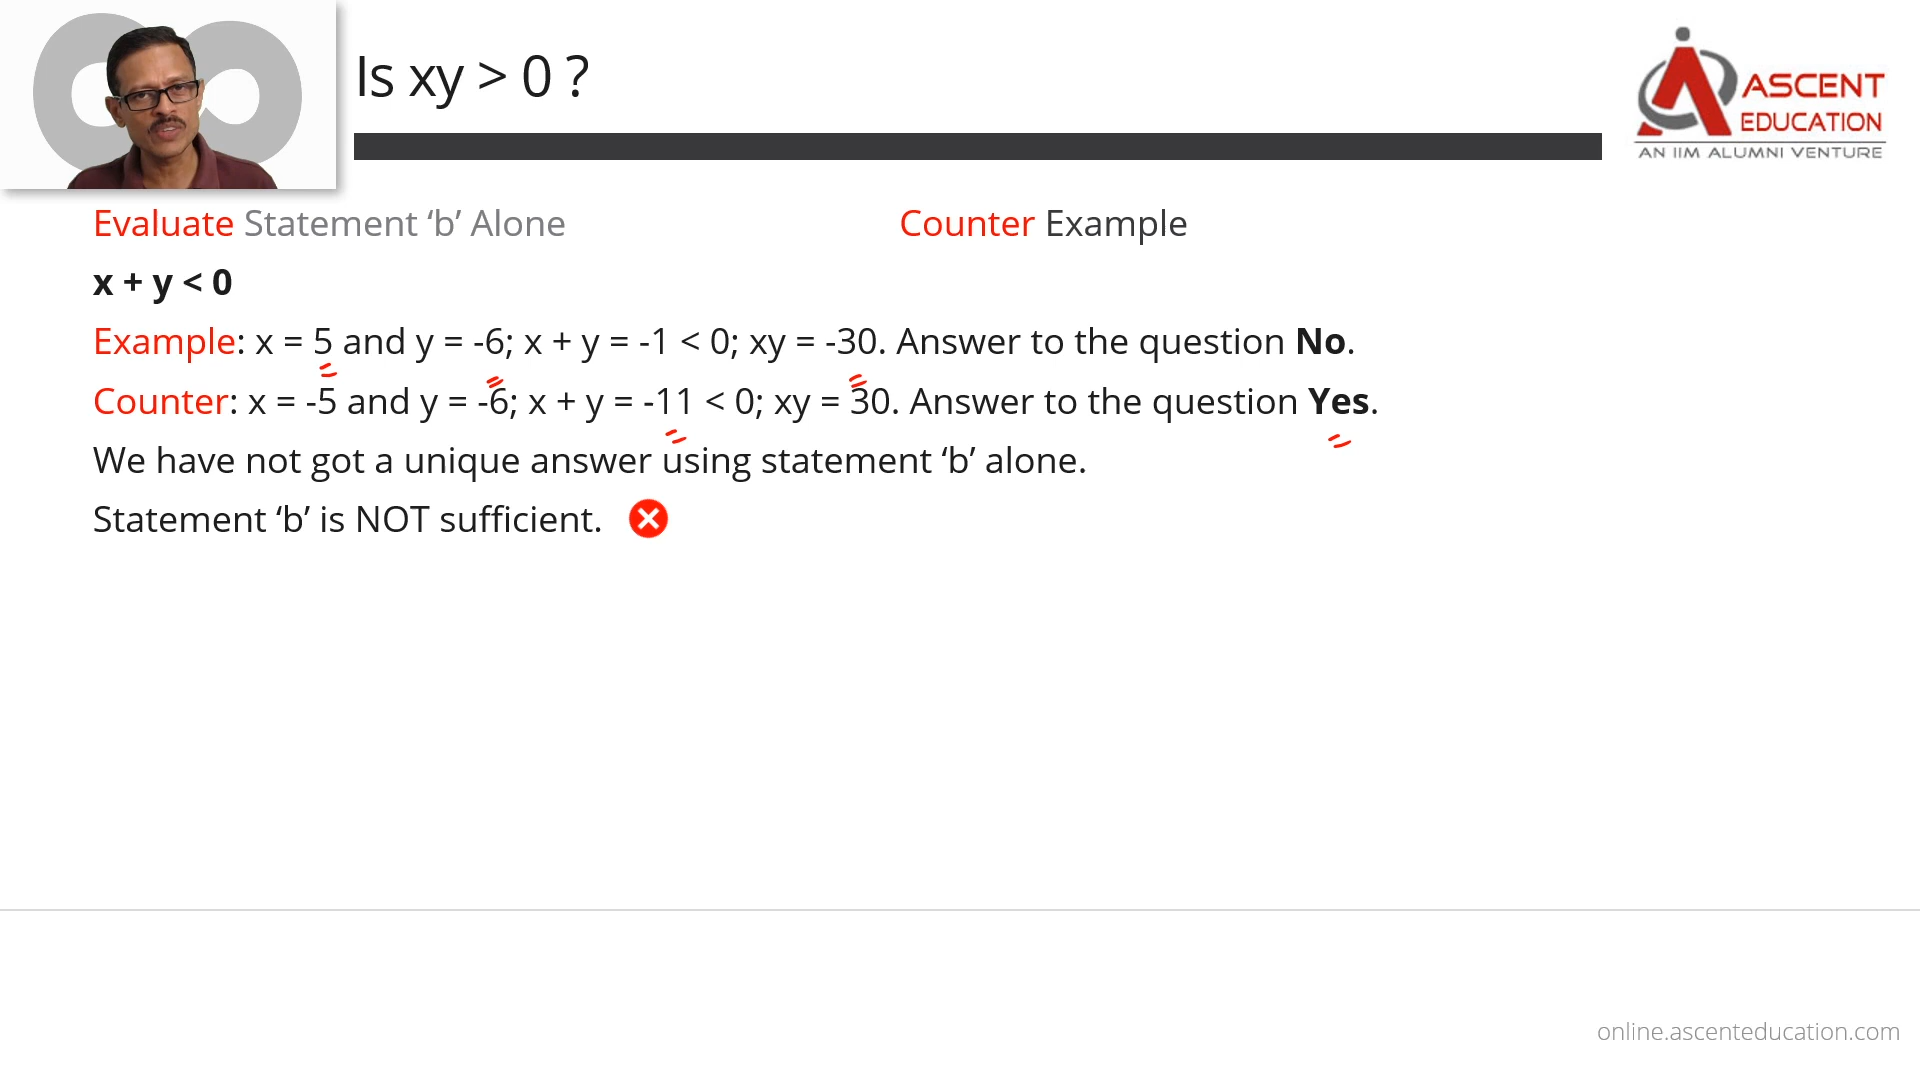 Is xy > 0 ?
ASCENT
EDUCATION
AN IIM ALUMNI VENTURE
Evaluate Statement ‘b’ Alone
Counter Example
x + y < 0
Example: x = 5 and y = -6; x + y = -1 < 0; xy = -30. Answer to the question No.
Counter: x = -5 and y = -6; x + y = -11 < 0; xy = 30. Answer to the question Yes.
We have not got a unique answer using statement ‘b’ alone.
Statement ‘b’ is NOT sufficient.
online.ascenteducation.com